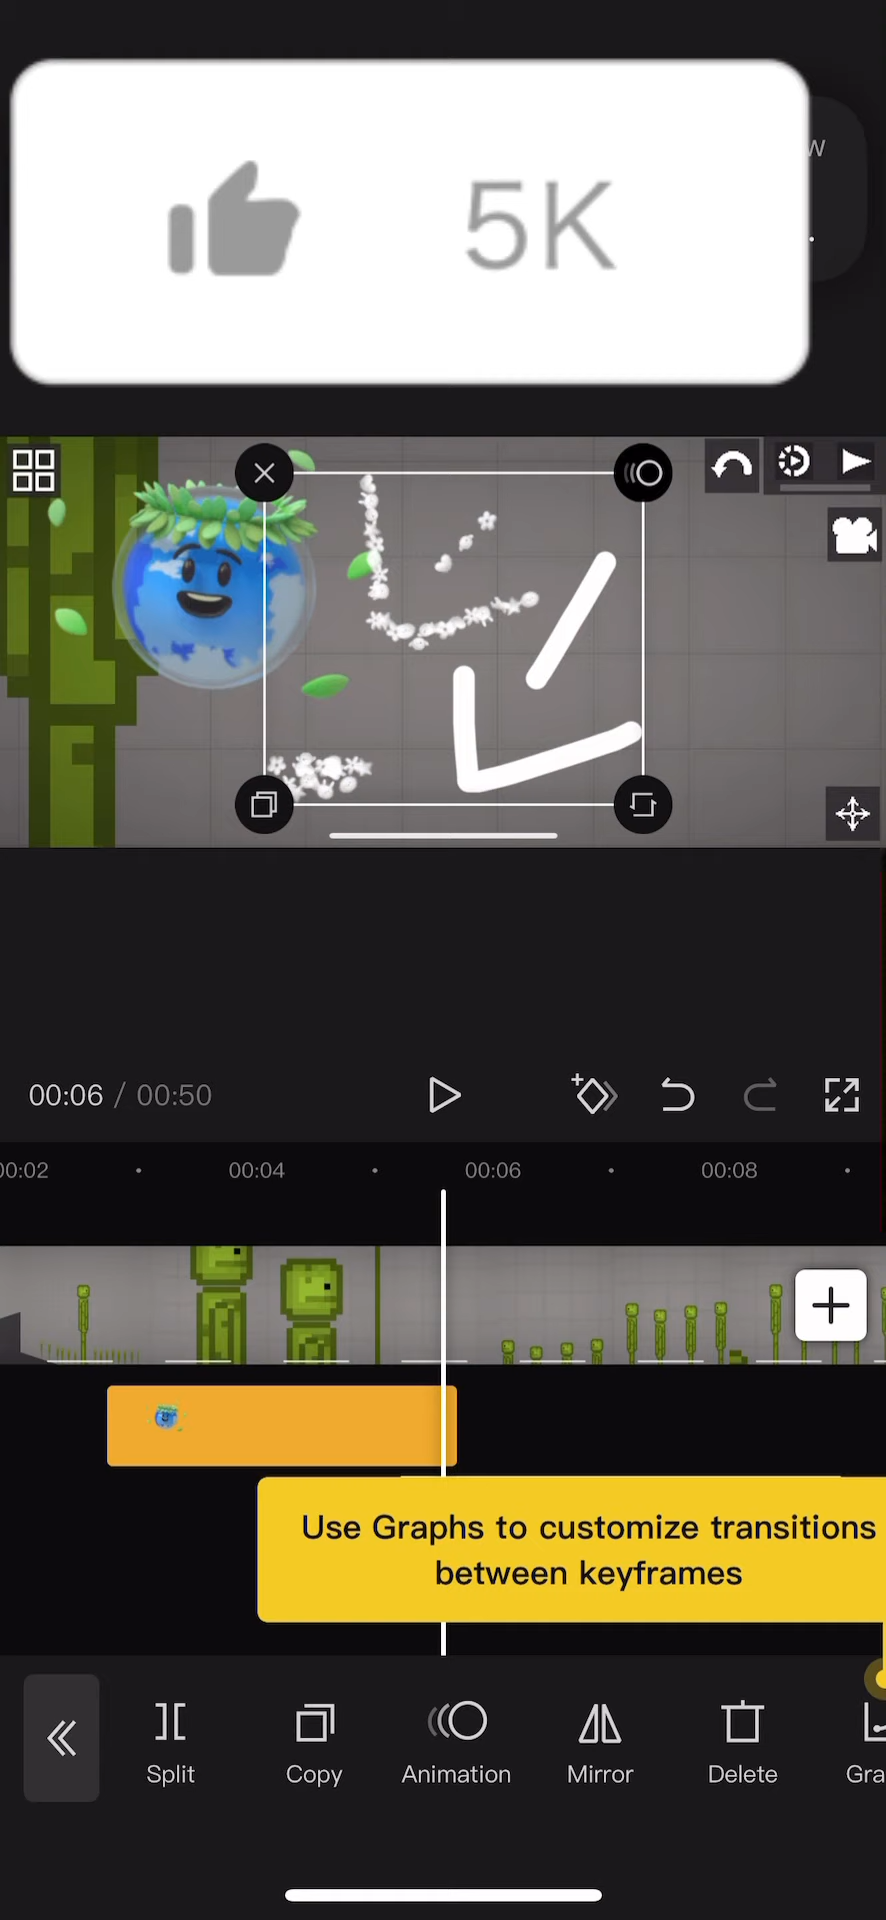 5K
W
00:06 / 00:50
00:02
00:04
00:06
00:08
Use Graphs to customize transitions
between keyframes
Split
Copy
Animation
Mirror
Delete
Gra